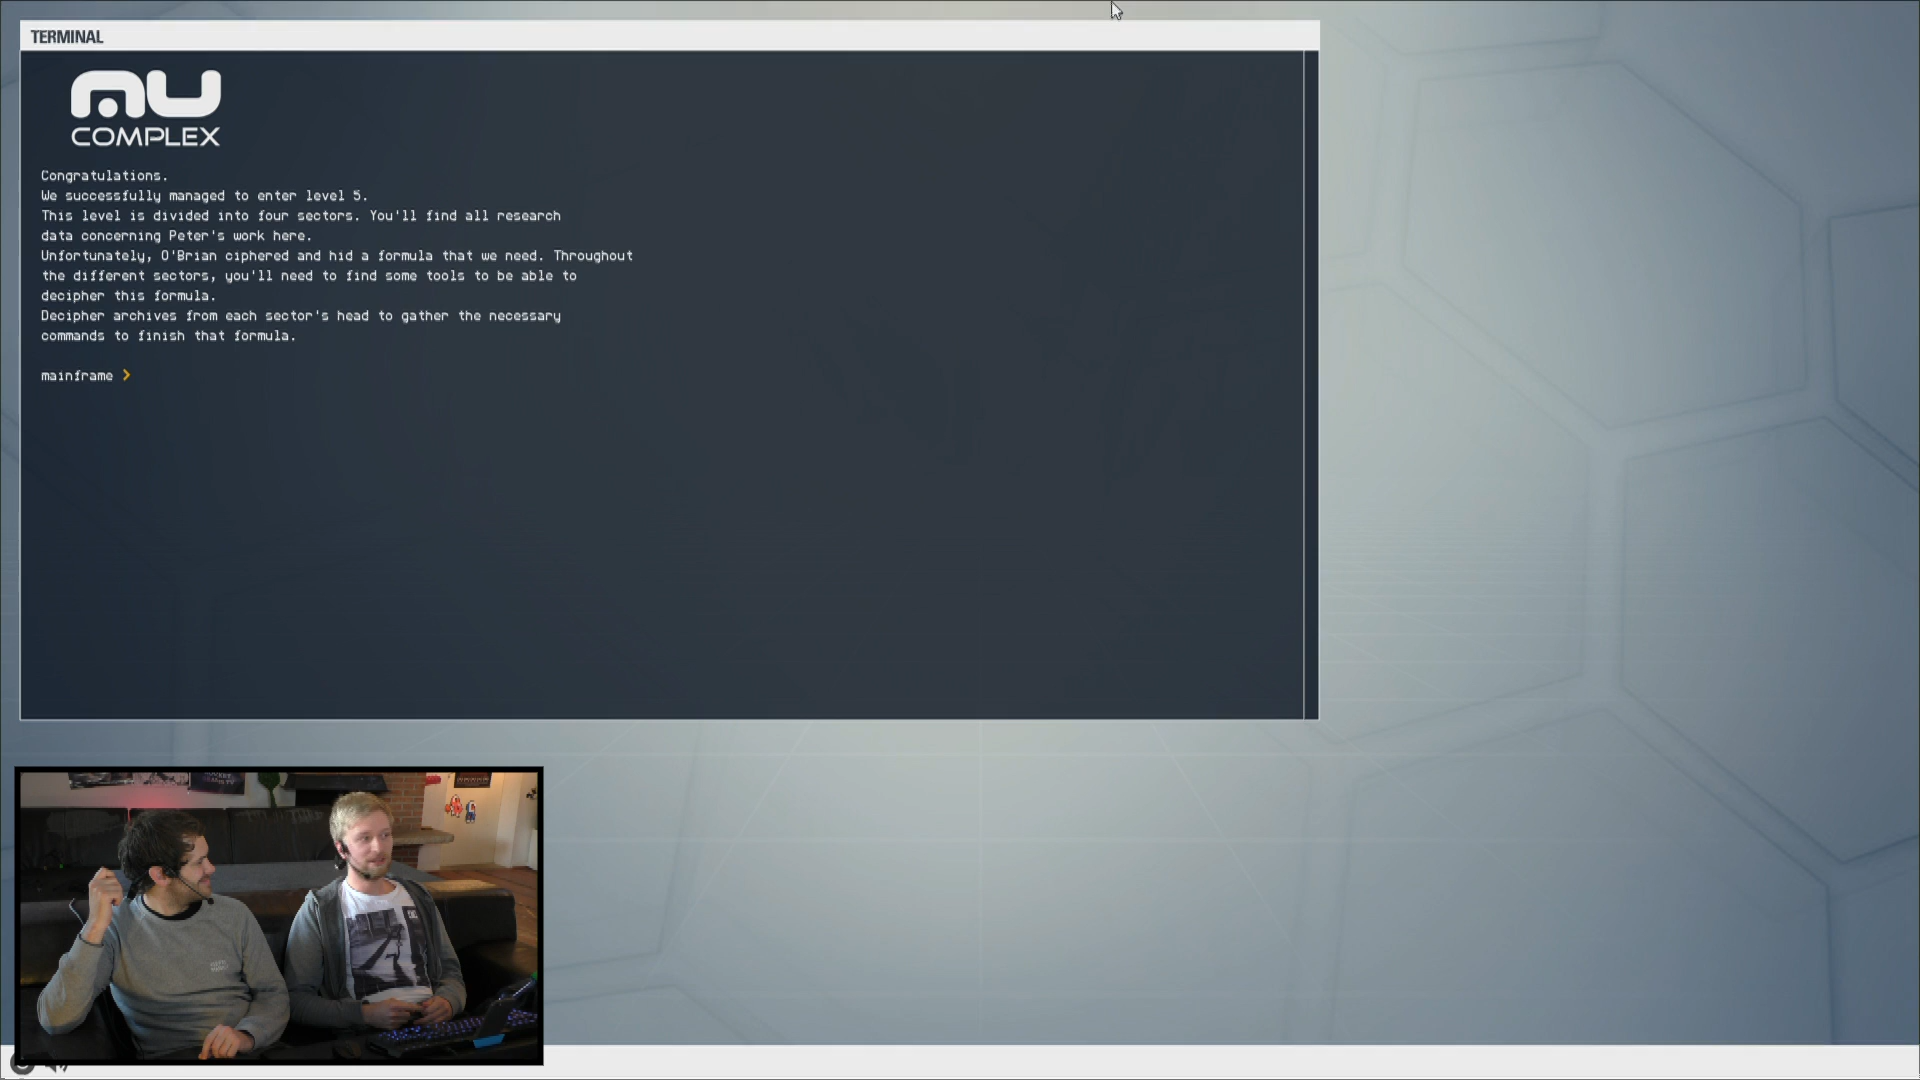 TERMINAL
MU
COMPLEX
Congratulations.
We successfully managed to enter level 5.
This level is divided into four sectors. You'll find all research
data concerning Peter's work here.
Unfortunately, O'Brian ciphered and hid a formula that we need. Throughout
the different sectors, you'll need to find some tools to be able to
decipher this formula.
Decipher archives from each sector's head to gather the necessary
commands to finish that formula.
mainframe >